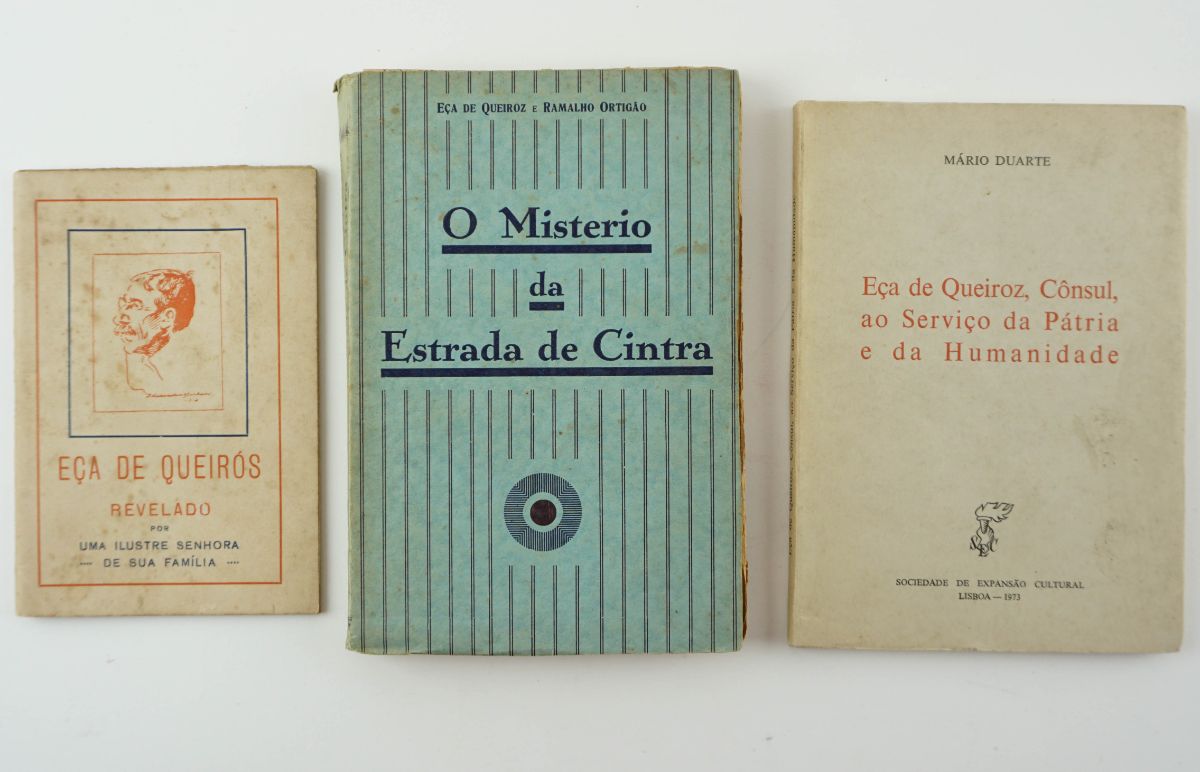 EÇA DE QUEIRÓS
REVELADO
POR
UMA ILUSTRE SENHORA
···· DE SUA FAMÍLIA ····
EÇA DE QUEIROZ E RAMALHO ORTIGÃO
O Misterio
da
Estrada de Cintra
MÁRIO DUARTE
Eça de Queiroz, Cônsul,
ao Serviço da Pátria
e da Humanidade
SOCIEDADE DE EXPANSÃO CULTURAL
LISBOA — 1973